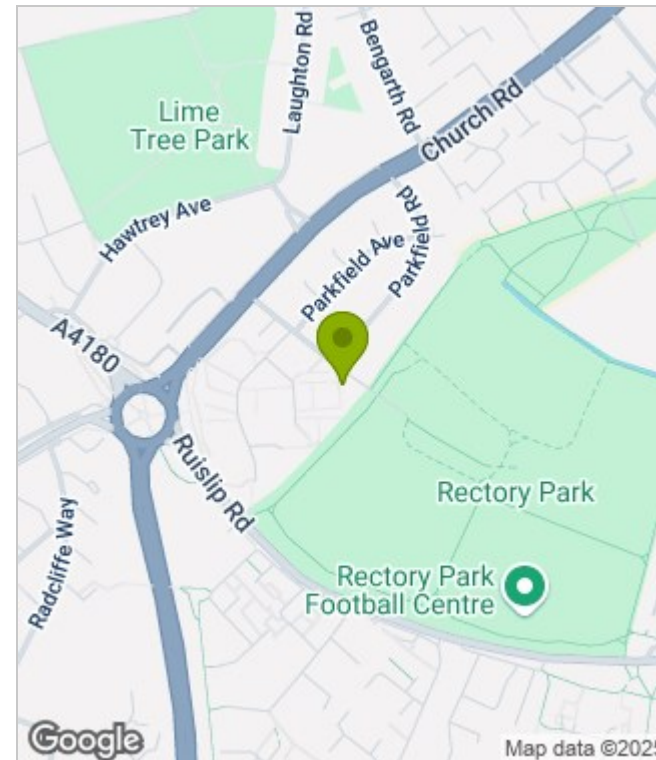 Laughton Rd
Bengarth Rd
Church Rd
Lime
Tree Park
Hawtrey Ave
Parkfield Rd
Parkfield Ave
A4180
Ruislip Rd
Radcliffe Way
Rectory Park
Rectory Park
Football Centre
Google
Map data ©2025